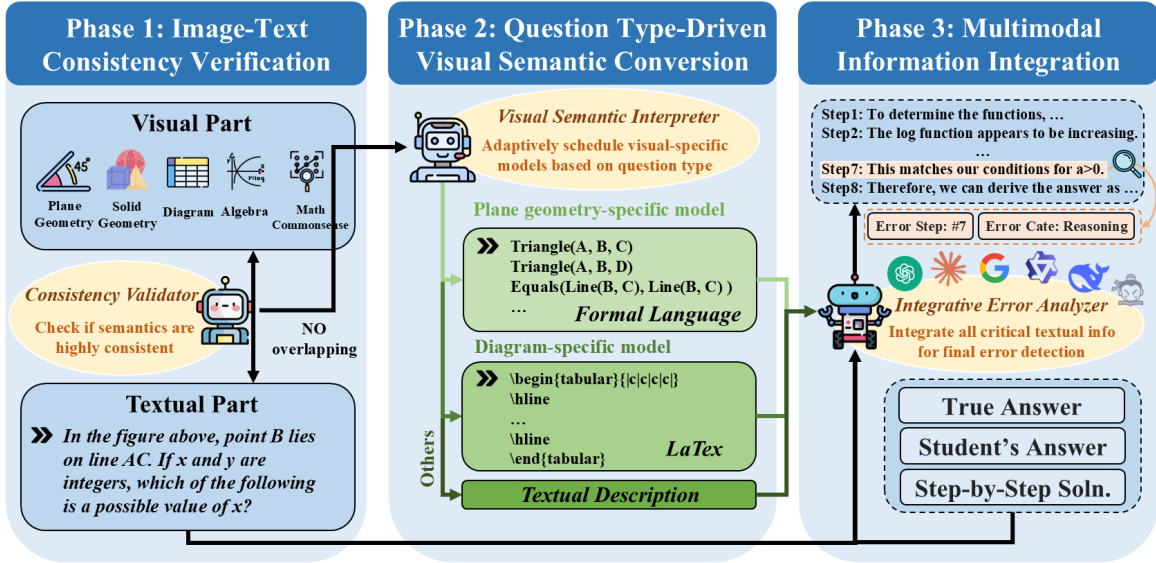 Phase 1: Image-Text
Consistency Verification
Visual Part
45°
Plane
Geometry
Solid
Geometry
Diagram
Algebra
Math
Commonsense
Consistency Validator
Check if semantics are
highly consistent
NO
overlapping
Textual Part
In the figure above, point B lies
on line AC. If x and y are
integers, which of the following
is a possible value of x?
Phase 2: Question Type-Driven
Visual Semantic Conversion
Visual Semantic Interpreter
Adaptively schedule visual-specific
models based on question type
Plane geometry-specific model
Triangle(A, B, C)
Triangle(A, B, D)
Equals(Line(B, C), Line(B, C) )
…
Formal Language
Diagram-specific model
\begin{tabular}{|c|c|c|c|}
\hline
…
\hline
\end{tabular}
LaTex
Others
Textual Description
Phase 3: Multimodal
Information Integration
Step1: To determine the functions, …
Step2: The log function appears to be increasing.
…
Step7: This matches our conditions for a>0.
Step8: Therefore, we can derive the answer as …
Error Step: #7
Error Cate: Reasoning
Integrative Error Analyzer
Integrate all critical textual info
for final error detection
True Answer
Student's Answer
Step-by-Step Soln.